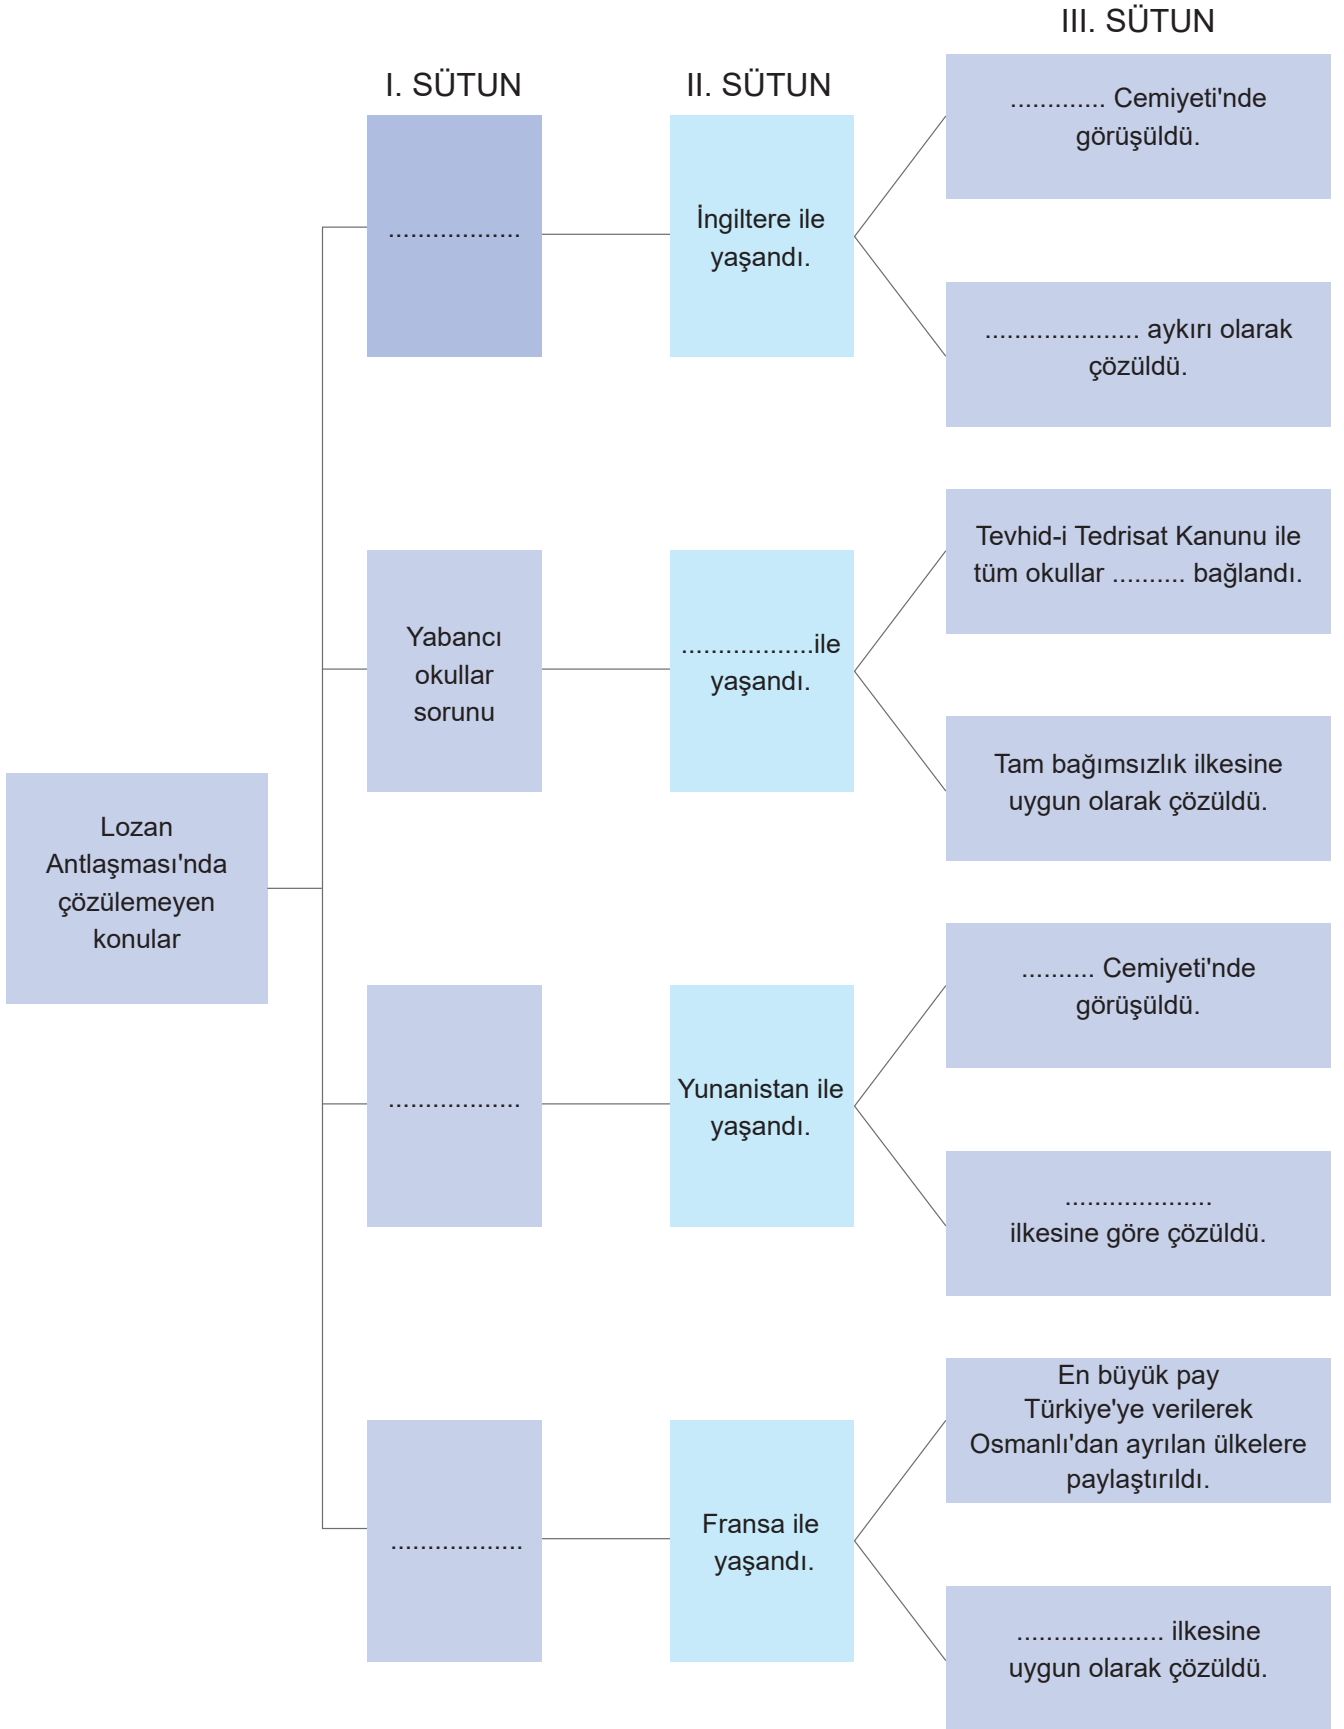 III. SÜTUN
I. SÜTUN
II. SÜTUN
............. Cemiyeti'nde
görüşüldü.
..................
İngiltere ile
yaşandı.
..................... aykırı olarak
çözüldü.
Tevhid-i Tedrisat Kanunu ile
tüm okullar .......... bağlandı.
Yabancı
okullar
sorunu
..................ile
yaşandı.
Tam bağımsızlık ilkesine
uygun olarak çözüldü.
Lozan
Antlaşması'nda
çözülemeyen
konular
.......... Cemiyeti'nde
görüşüldü.
..................
Yunanistan ile
yaşandı.
....................
ilkesine göre çözüldü.
En büyük pay
Türkiye'ye verilerek
Osmanlı'dan ayrılan ülkelere
paylaştırıldı.
..................
Fransa ile
yaşandı.
.................... ilkesine
uygun olarak çözüldü.